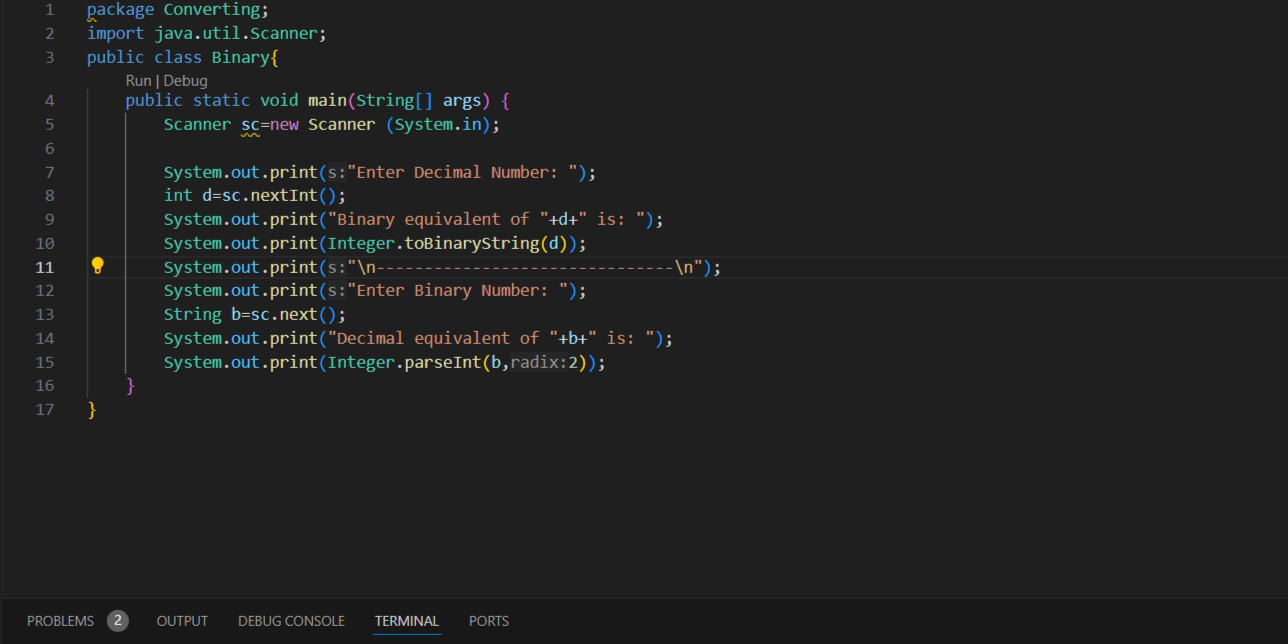 1 package Converting;
2 import java.util.Scanner;
3 public class Binary{
Run | Debug
4 public static void main(String[] args) {
5 Scanner sc=new Scanner (System.in);
6
7 System.out.print(s:"Enter Decimal Number: ");
8 int d=sc.nextInt();
9 System.out.print("Binary equivalent of "+d+" is: ");
10 System.out.print(Integer.toBinaryString(d));
11 System.out.print(s:"\n-------------------------------\n");
12 System.out.print(s:"Enter Binary Number: ");
13 String b=sc.next();
14 System.out.print("Decimal equivalent of "+b+" is: ");
15 System.out.print(Integer.parseInt(b,radix:2));
16 }
17 }
PROBLEMS 2 OUTPUT DEBUG CONSOLE TERMINAL PORTS